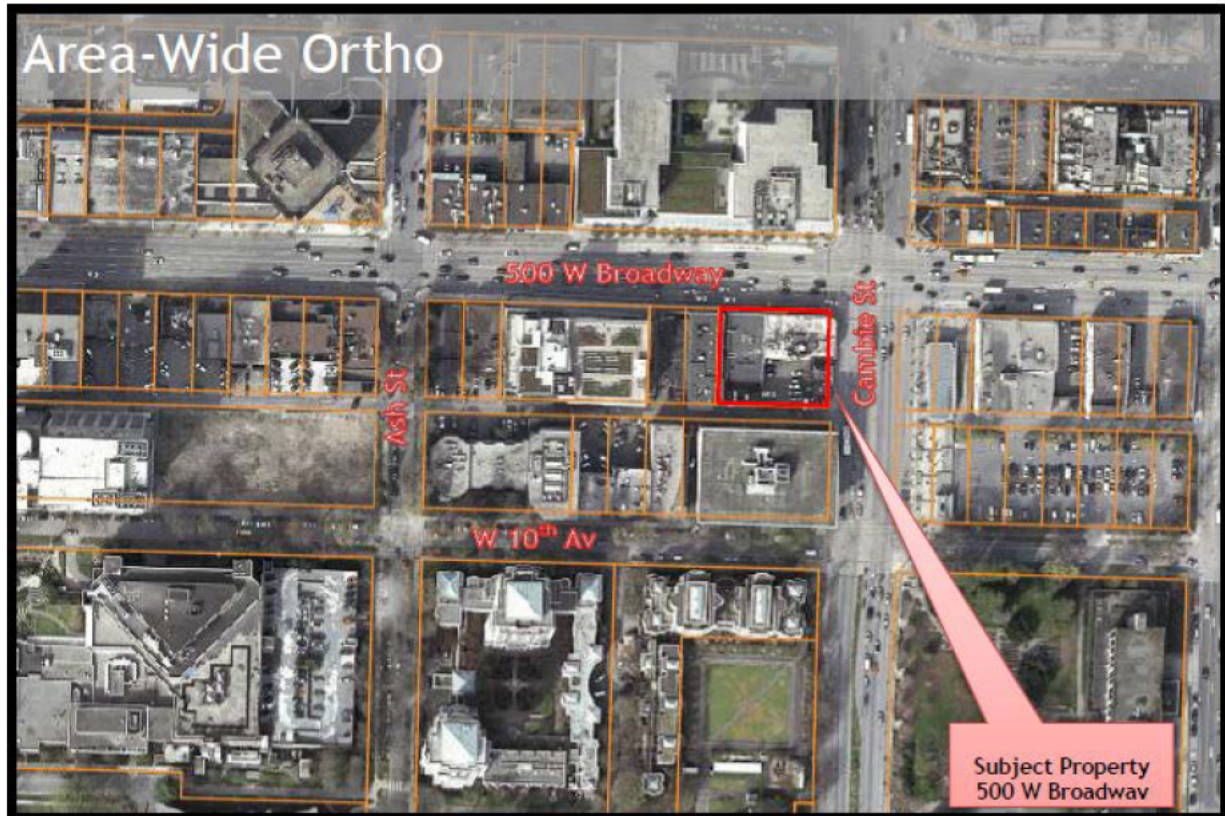 Area-Wide Ortho
500 W Broadway
Cambie St
Ash St
W 10th Av
Subject Property
500 W Broadway